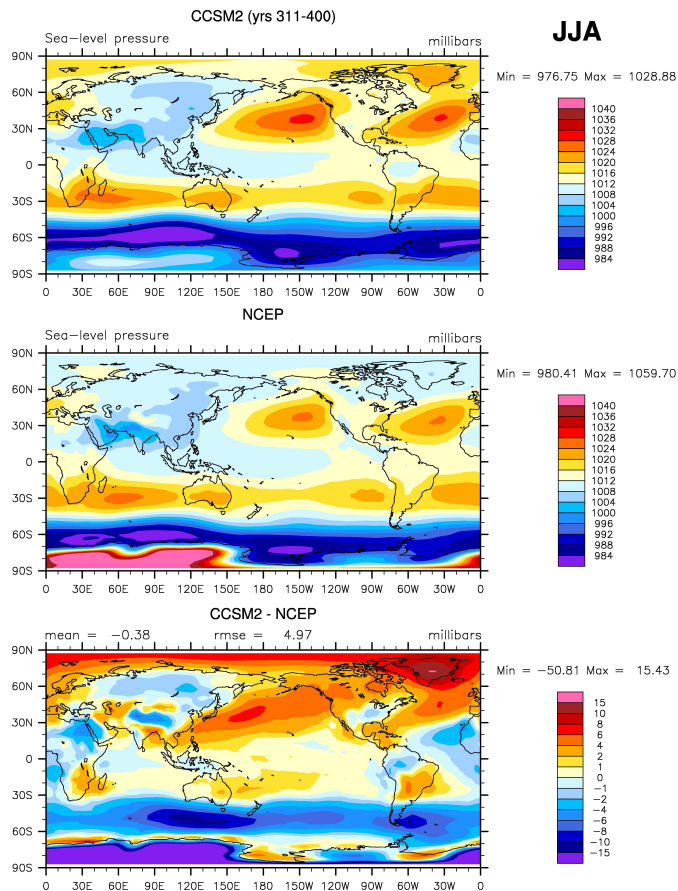 CCSM2 (yrs 311-400)
JJA
Sea-level pressure millibars
Min = 976.75 Max = 1028.88
90N
60N
30N
0
30S
60S
90S
0 30E 60E 90E 120E 150E 180 150W 120W 90W 60W 30W 0
1040
1036
1032
1028
1024
1020
1016
1012
1008
1004
1000
996
992
988
984
NCEP
Sea-level pressure millibars
Min = 980.41 Max = 1059.70
90N
60N
30N
0
30S
60S
90S
0 30E 60E 90E 120E 150E 180 150W 120W 90W 60W 30W 0
1040
1036
1032
1028
1024
1020
1016
1012
1008
1004
1000
996
992
988
984
CCSM2 - NCEP
mean = -0.38 rmse = 4.97 millibars
Min = -50.81 Max = 15.43
90N
60N
30N
0
30S
60S
90S
0 30E 60E 90E 120E 150E 180 150W 120W 90W 60W 30W 0
15
10
8
6
4
2
1
0
-1
-2
-4
-6
-8
-10
-15